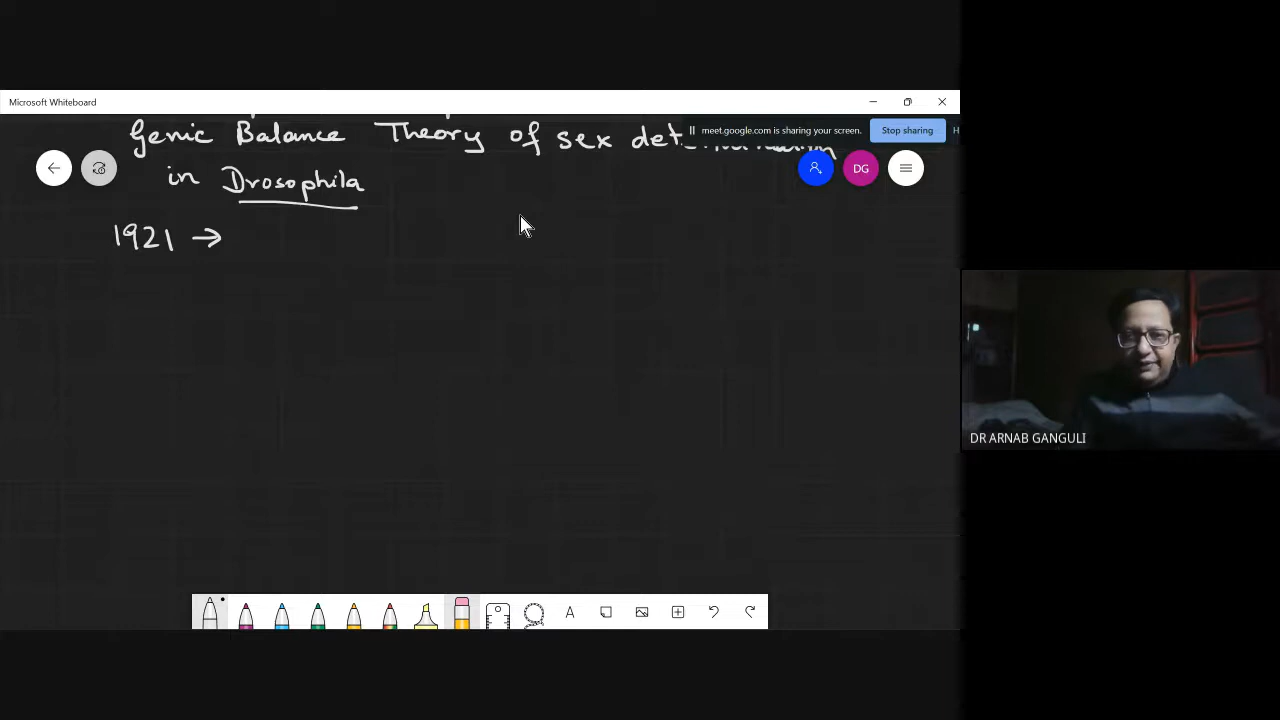 Microsoft Whiteboard
Genic Balance Theory of sex determination
meet.google.com is sharing your screen.
Stop sharing
H
DG
in Drosophila
1921 →
DR ARNAB GANGULI
A